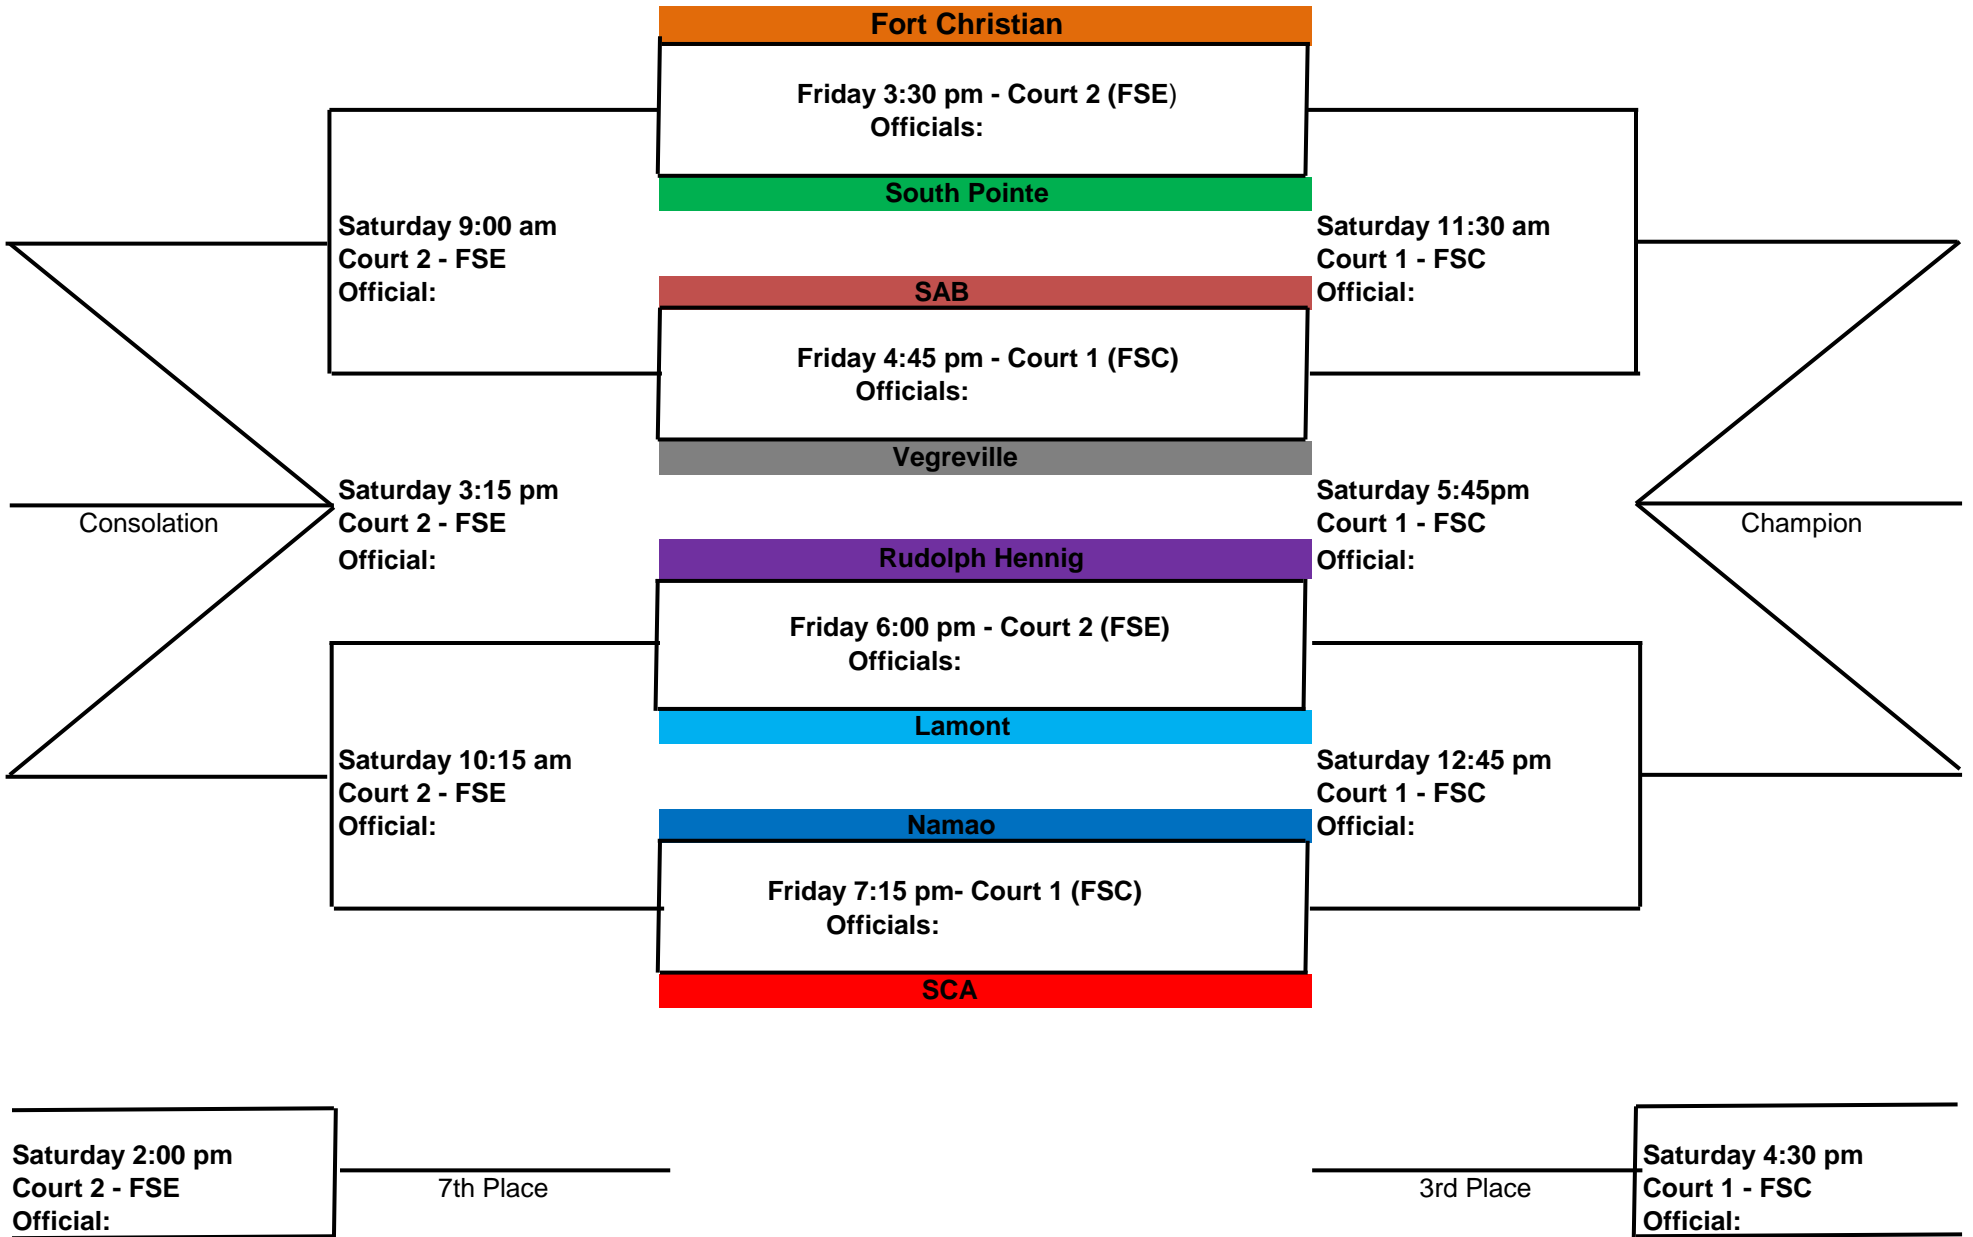 Fort Christian
Friday 3:30 pm - Court 2 (FSE)
Officials:
South Pointe
Saturday 9:00 am
Court 2 - FSE
Official:
Saturday 11:30 am
Court 1 - FSC
Official:
SAB
Friday 4:45 pm - Court 1 (FSC)
Officials:
Vegreville
Consolation
Saturday 3:15 pm
Court 2 - FSE
Official:
Saturday 5:45pm
Court 1 - FSC
Official:
Champion
Rudolph Hennig
Friday 6:00 pm - Court 2 (FSE)
Officials:
Lamont
Saturday 10:15 am
Court 2 - FSE
Official:
Saturday 12:45 pm
Court 1 - FSC
Official:
Namao
Friday 7:15 pm- Court 1 (FSC)
Officials:
SCA
Saturday 2:00 pm
Court 2 - FSE
Official:
7th Place
3rd Place
Saturday 4:30 pm
Court 1 - FSC
Official: